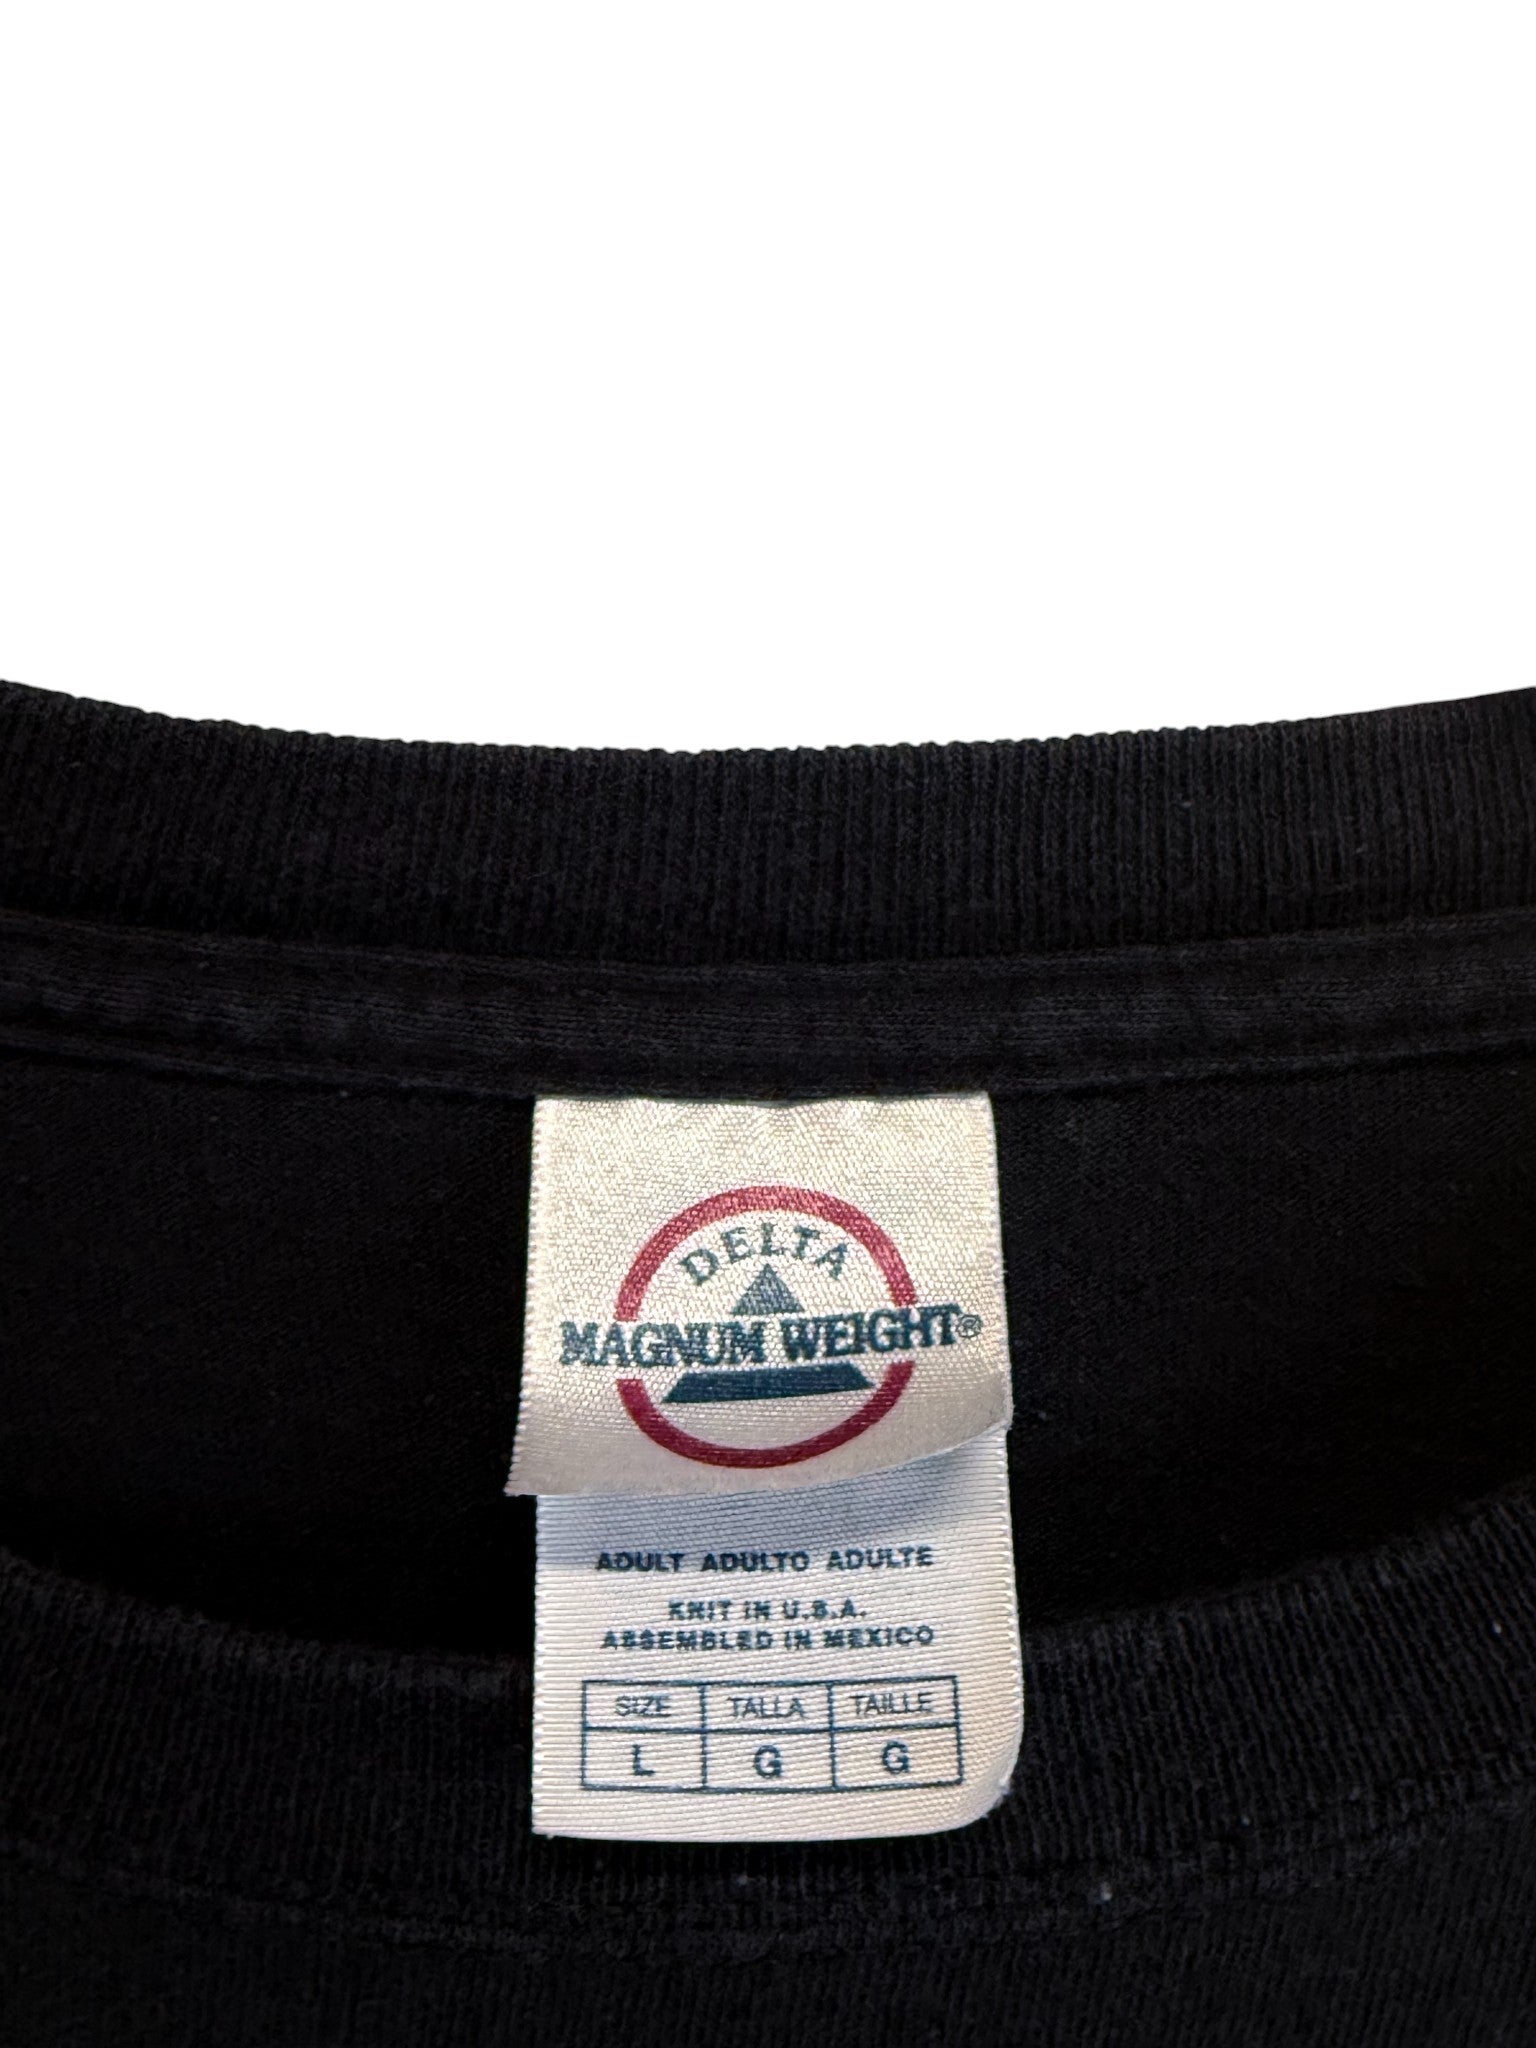 DELTA
MAGNUM WEIGHT®
ADULT ADULTO ADULTE
KNIT IN U.S.A.
ASSEMBLED IN MEXICO
SIZE TALLA TAILLE
L G G